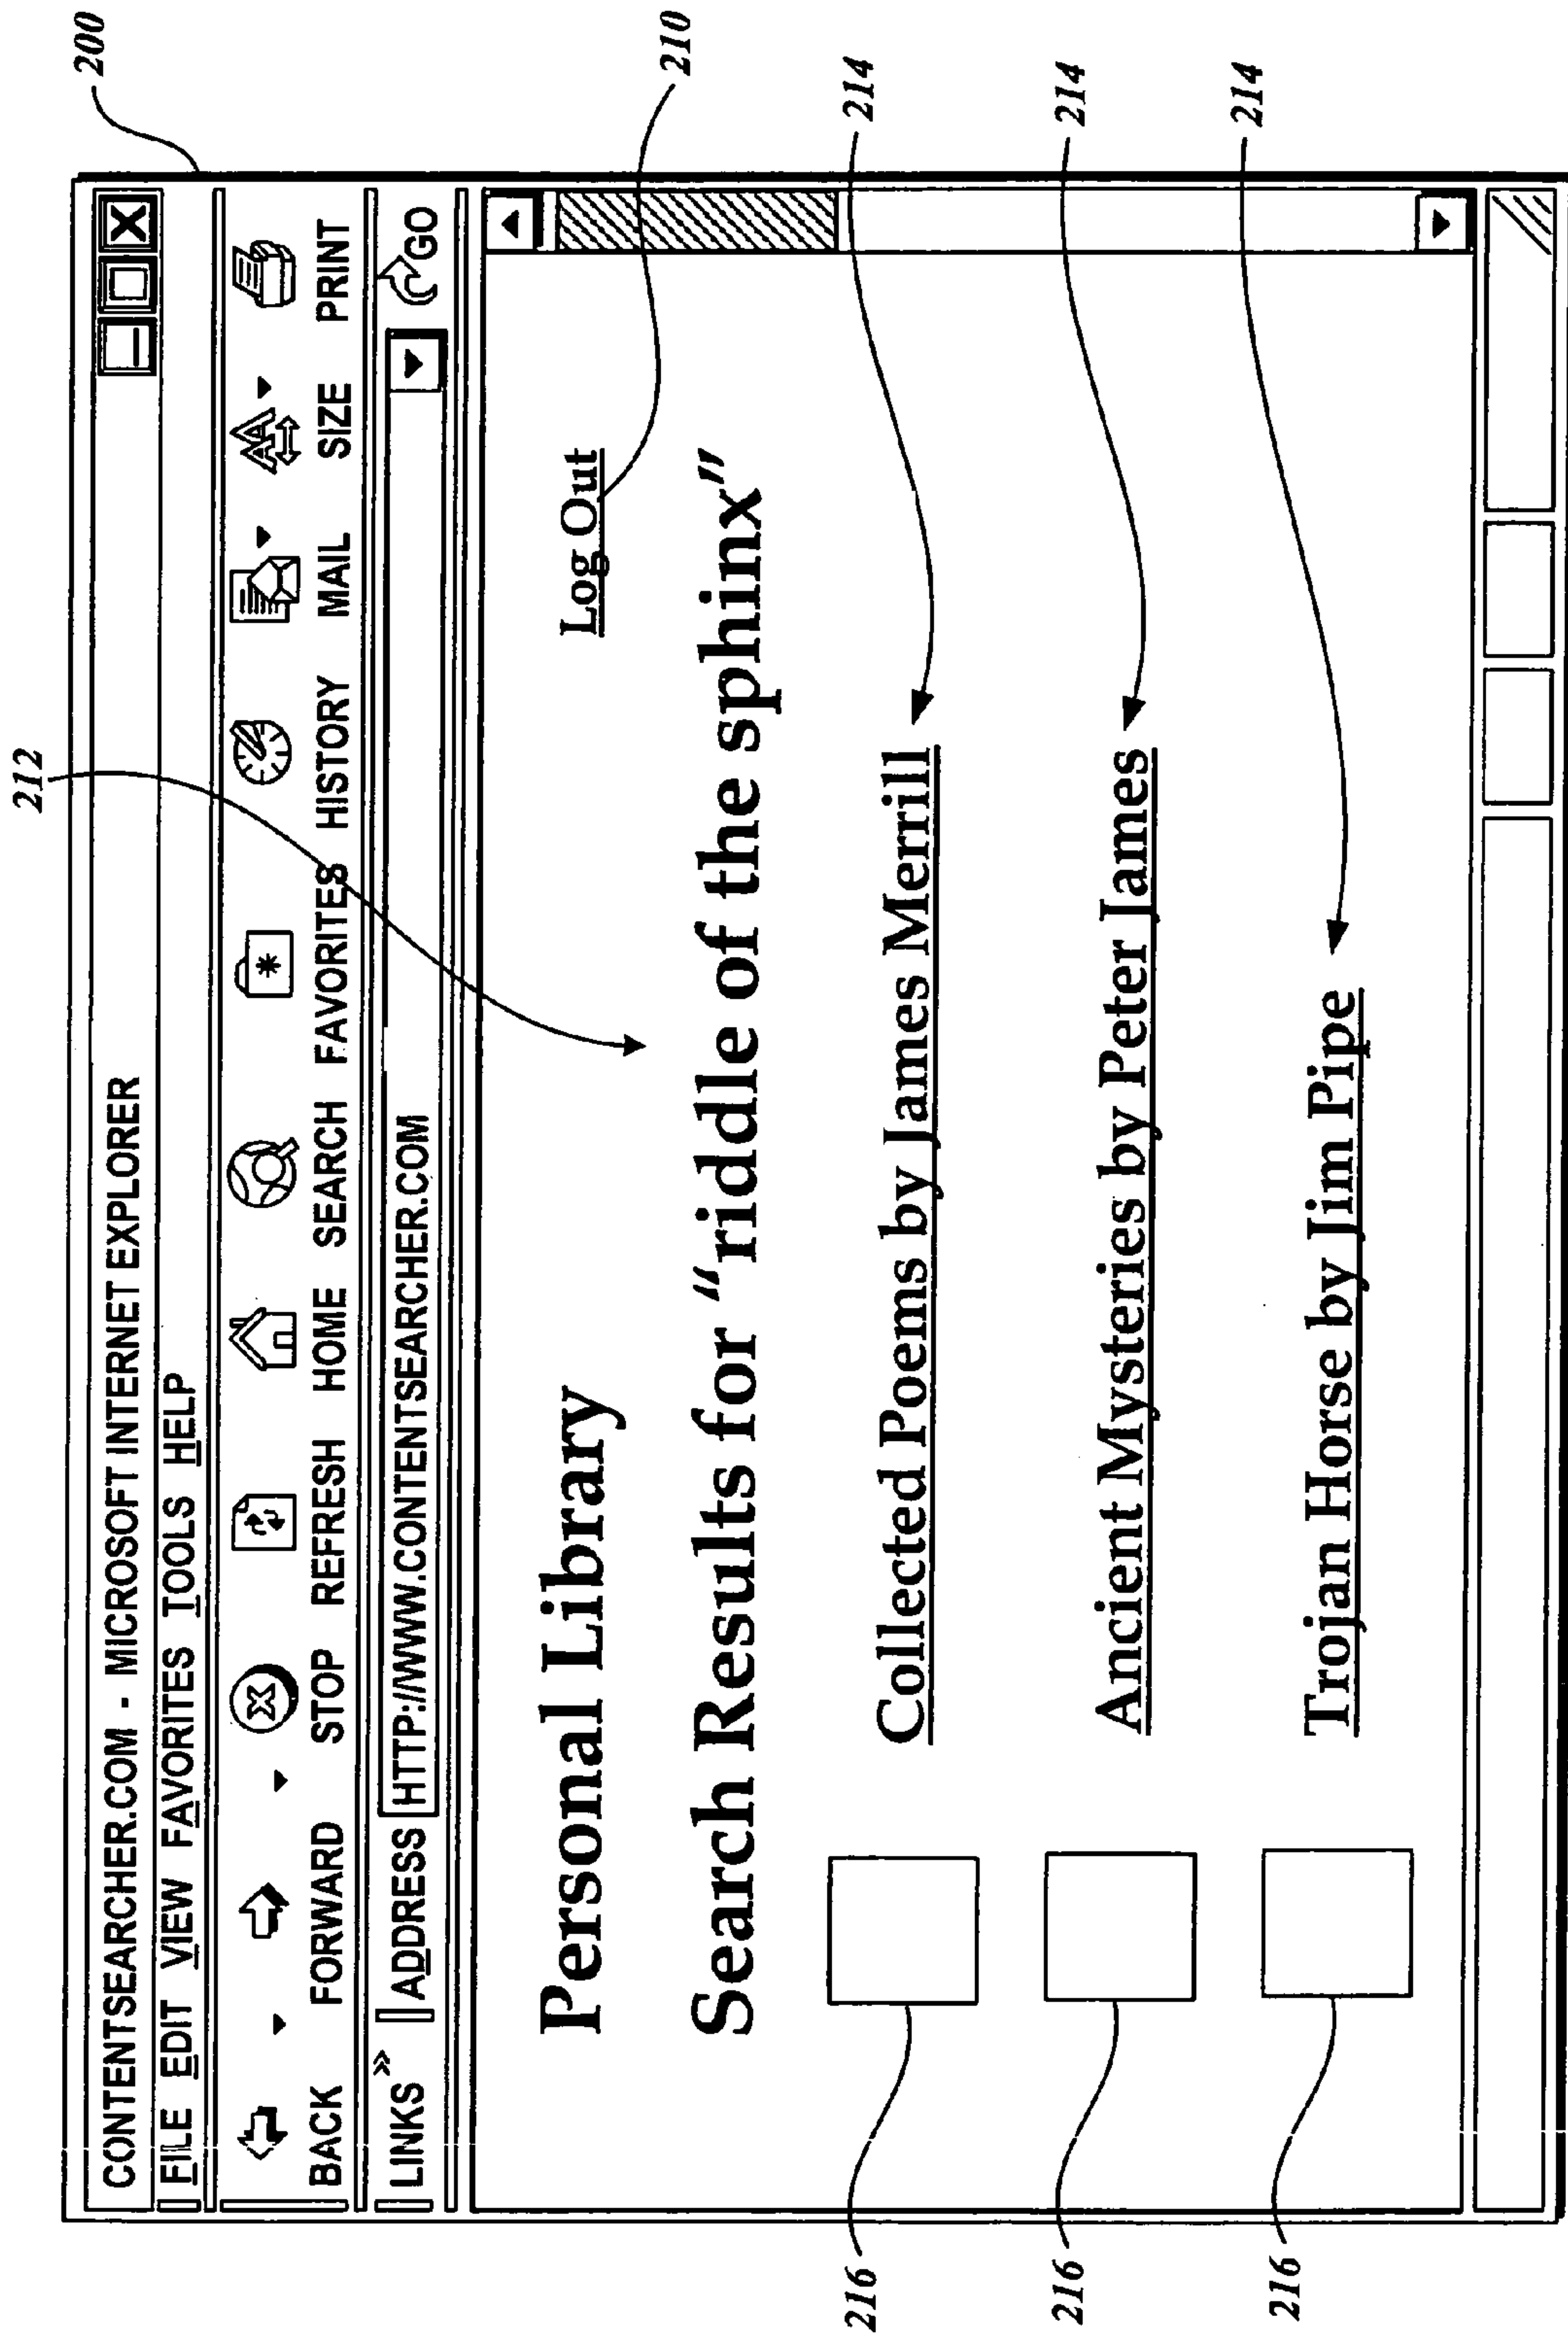 200
CONTENTSEARCHER.COM - MICROSOFT INTERNET EXPLORER
FILE EDIT VIEW FAVORITES TOOLS HELP
BACK FORWARD STOP REFRESH HOME SEARCH FAVORITES HISTORY MAIL SIZE PRINT
LINKS » ADDRESS HTTP://WWW.CONTENTSEARCHER.COM GO
212
Personal Library
Log Out
210
Search Results for “riddle of the sphinx”
216
Collected Poems by James Merrill
214
216
Ancient Mysteries by Peter James
214
216
Trojan Horse by Jim Pipe
214